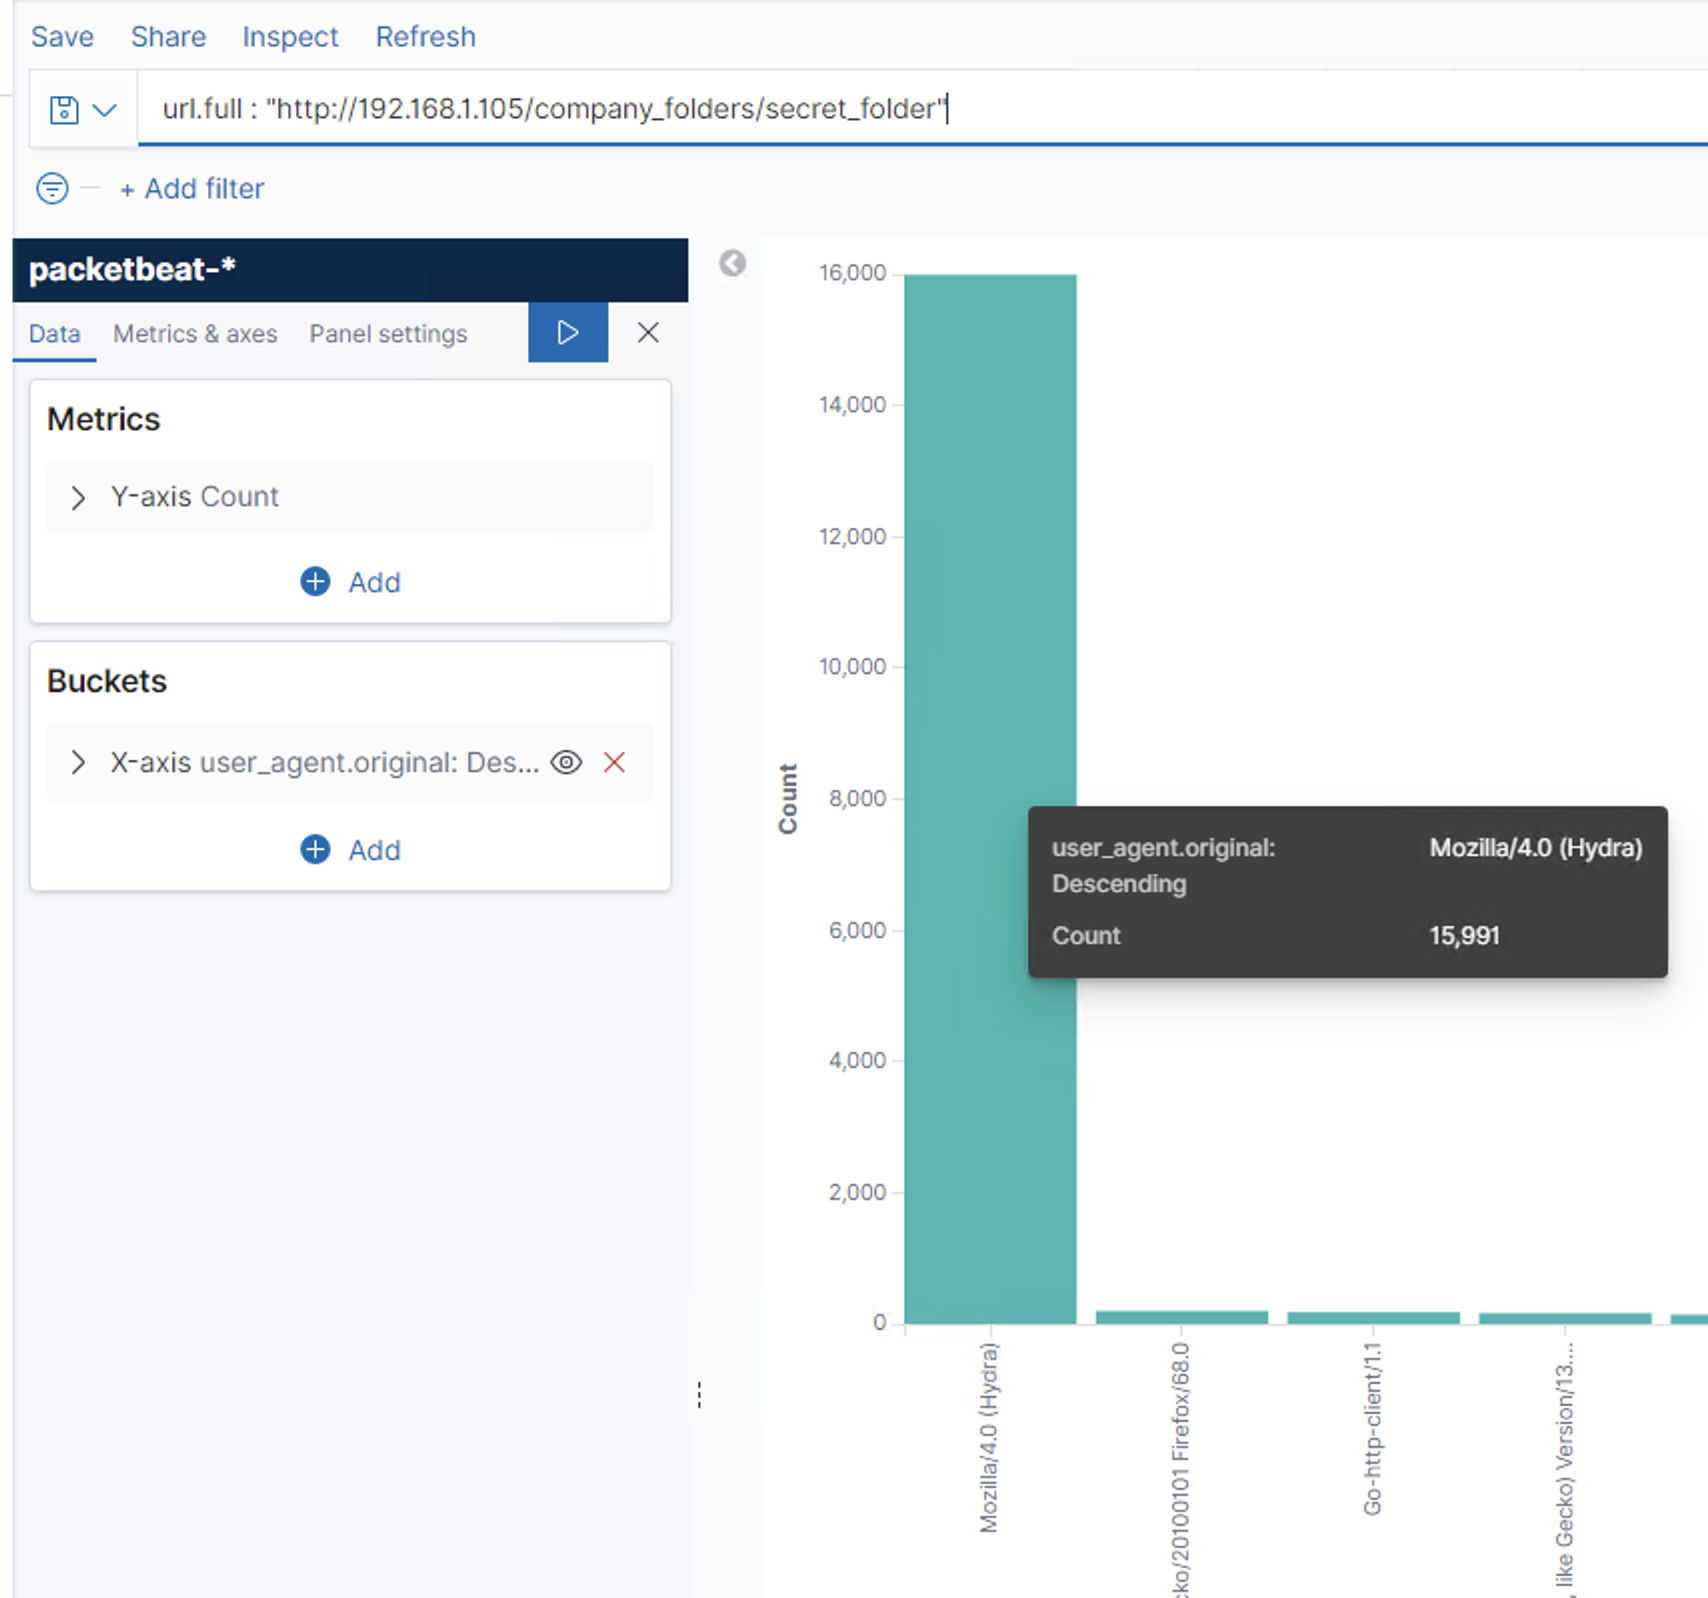 Save Share Inspect Refresh
url.full : "http://192.168.1.105/company_folders/secret_folder"
+ Add filter
packetbeat-*
Data Metrics & axes Panel settings
Metrics
Y-axis Count
Add
Buckets
X-axis user_agent.original: Des...
Add
Count
16,000
14,000
12,000
10,000
8,000
6,000
4,000
2,000
0
user_agent.original: Mozilla/4.0 (Hydra)
Descending
Count 15,991
Mozilla/4.0 (Hydra)
cko/20100101 Firefox/68.0
Go-http-client/1.1
, like Gecko) Version/13....